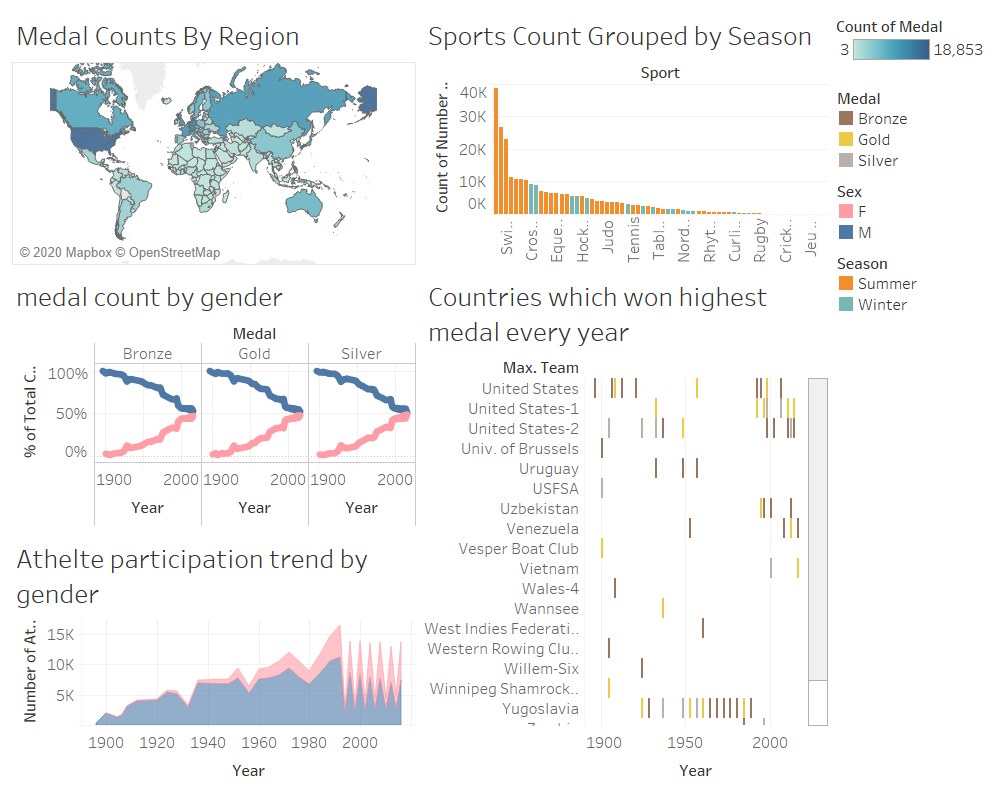 Medal Counts By Region
© 2020 Mapbox © OpenStreetMap
Sports Count Grouped by Season
Sport
Count of Number ..
40K
30K
20K
10K
0K
Swi..
Cros..
Eque..
Hock..
Judo
Tennis
Tabl..
Nord..
Rhyt..
Curli..
Rugby
Crick..
Jeu ..
Count of Medal
3 18,853
Medal
Bronze
Gold
Silver
Sex
F
M
Season
Summer
Winter
medal count by gender
Medal
Bronze Gold Silver
% of Total C..
100%
50%
0%
1900 2000 1900 2000 1900 2000
Year Year Year
Athelte participation trend by
gender
Number of At..
15K
10K
5K
1900 1920 1940 1960 1980 2000
Year
Countries which won highest
medal every year
Max. Team
United States
United States-1
United States-2
Univ. of Brussels
Uruguay
USFSA
Uzbekistan
Venezuela
Vesper Boat Club
Vietnam
Wales-4
Wannsee
West Indies Federati..
Western Rowing Clu..
Willem-Six
Winnipeg Shamrock..
Yugoslavia
1900 1950 2000
Year